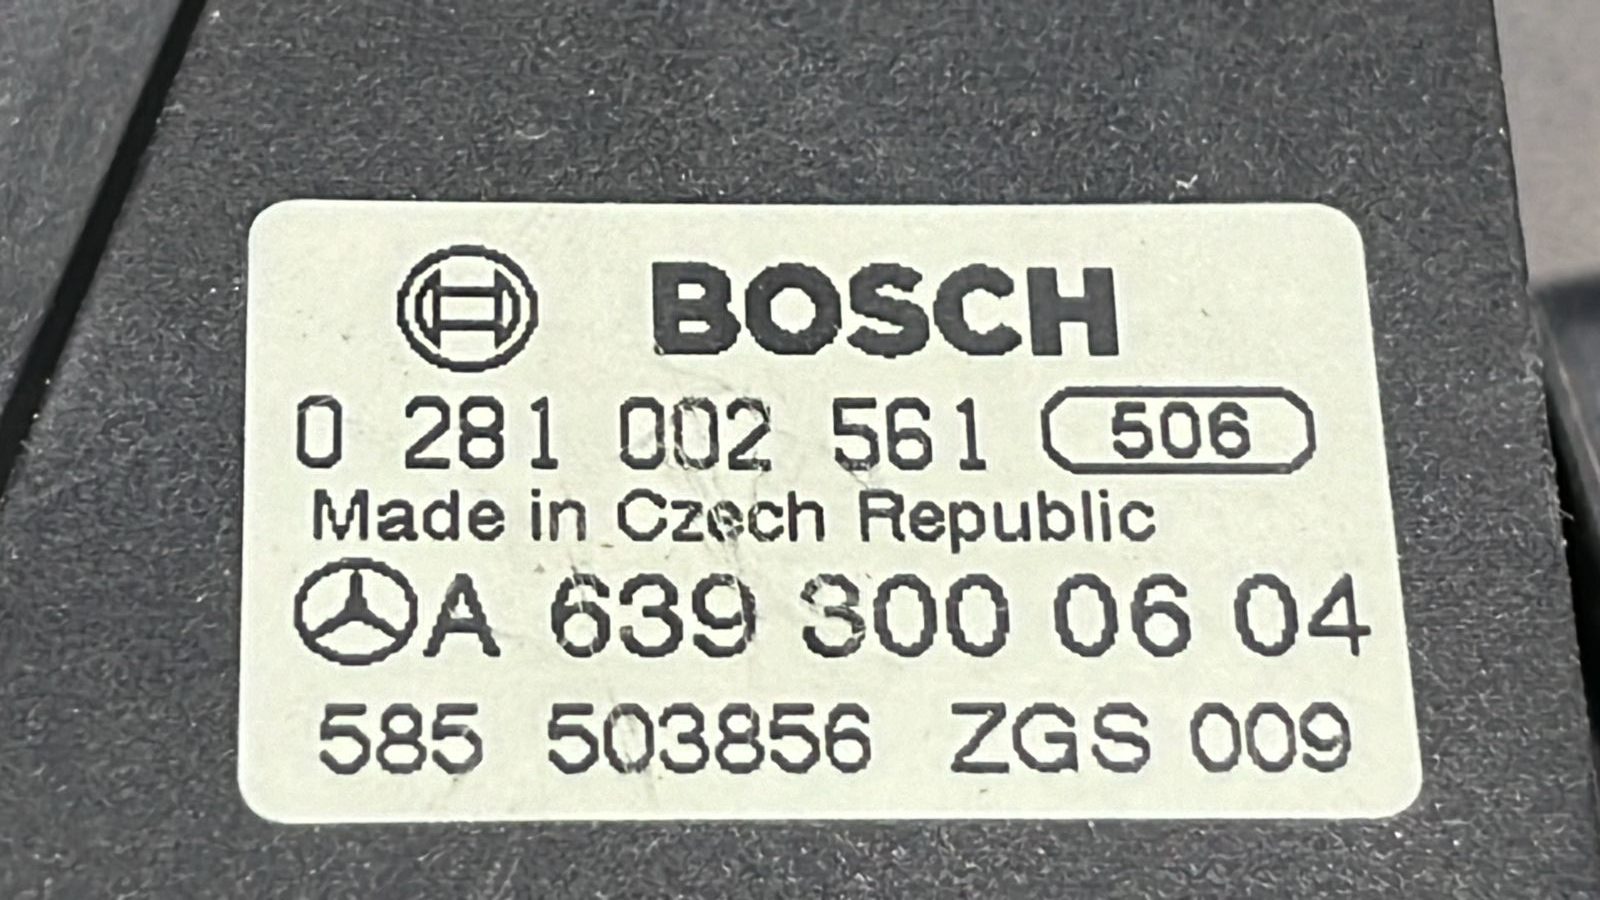 BOSCH
0 281 002 561 506
Made in Czech Republic
A 639 300 06 04
585 503856 ZGS 009